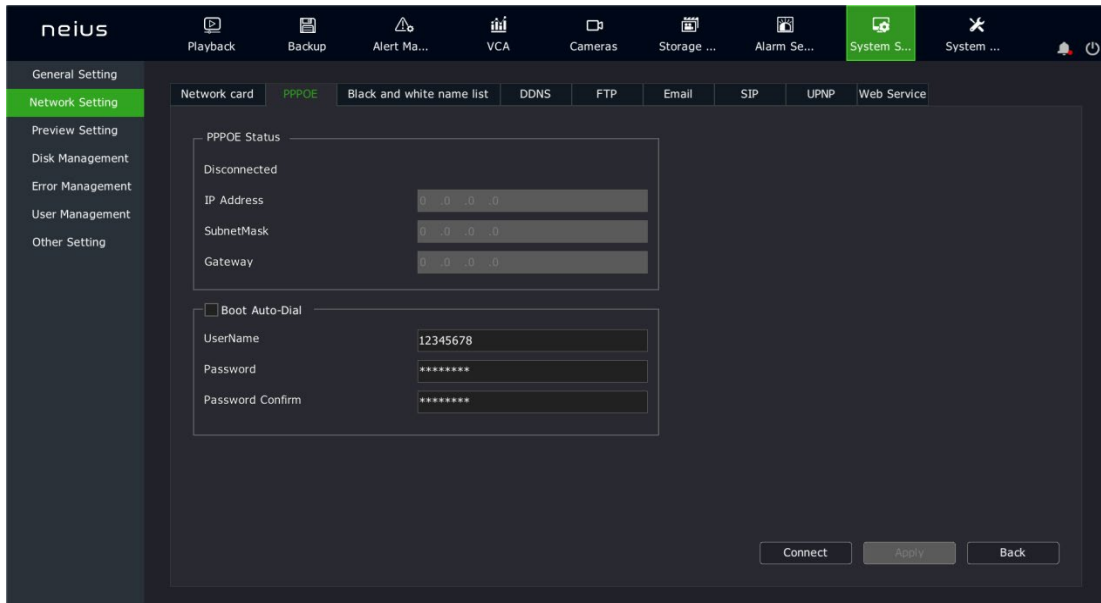 neius
Playback
Backup
Alert Ma...
VCA
Cameras
Storage ...
Alarm Se...
System S...
System ...
General Setting
Network Setting
Preview Setting
Disk Management
Error Management
User Management
Other Setting
Network card
PPPOE
Black and white name list
DDNS
FTP
Email
SIP
UPNP
Web Service
PPPOE Status
Disconnected
IP Address
0 .0 .0 .0
SubnetMask
0 .0 .0 .0
Gateway
0 .0 .0 .0
Boot Auto-Dial
UserName
12345678
Password
********
Password Confirm
********
Connect
Apply
Back